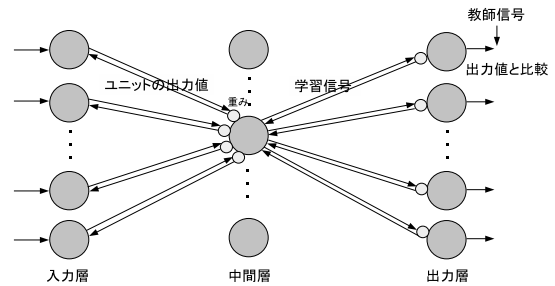 教師信号
出力値と比較
ユニットの出力値
学習信号
重み
入力層
中間層
出力層